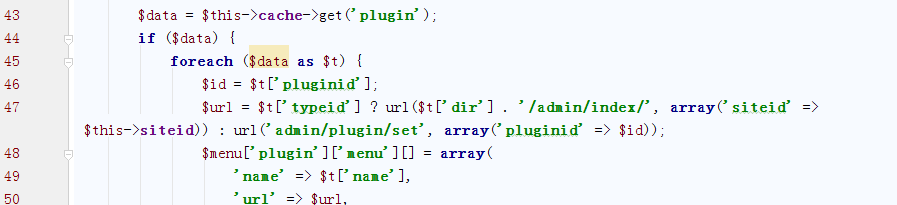 43 $data = $this->cache->get('plugin');
44 if ($data) {
45 foreach ($data as $t) {
46 $id = $t['pluginid'];
47 $url = $t['typeid'] ? url($t['dir'] . '/admin/index/', array('siteid' =>
$this->siteid)) : url('admin/plugin/set', array('pluginid' => $id));
48 $menu['plugin']['menu'][] = array(
49 'name' => $t['name'],
50 'url' => $url,